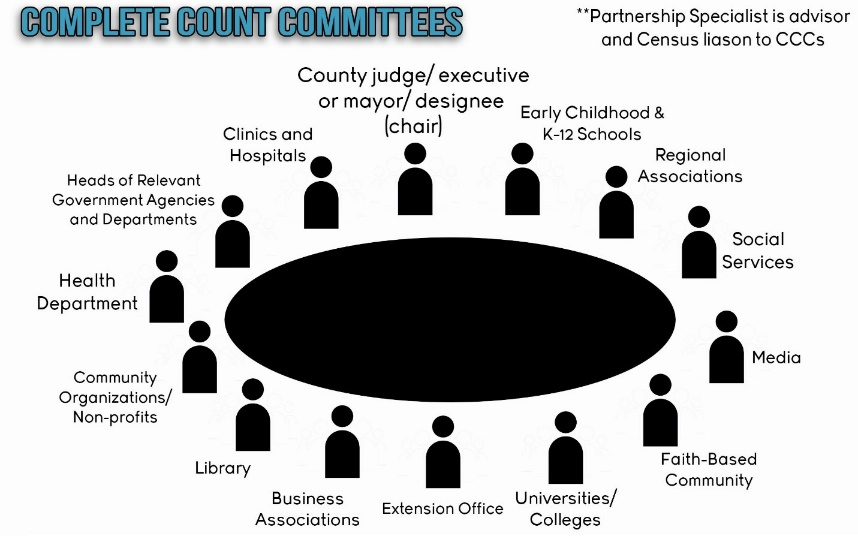 COMPLETE COUNT COMMITTEES
**Partnership Specialist is advisor
and Census liason to CCCs
County judge/ executive
or mayor/ designee
(chair)
Early Childhood &
K-12 Schools
Regional
Associations
Social
Services
Media
Faith-Based
Community
Universities/
Colleges
Extension Office
Business
Associations
Library
Community
Organizations/
Non-profits
Health
Department
Heads of Relevant
Government Agencies
and Departments
Clinics and
Hospitals